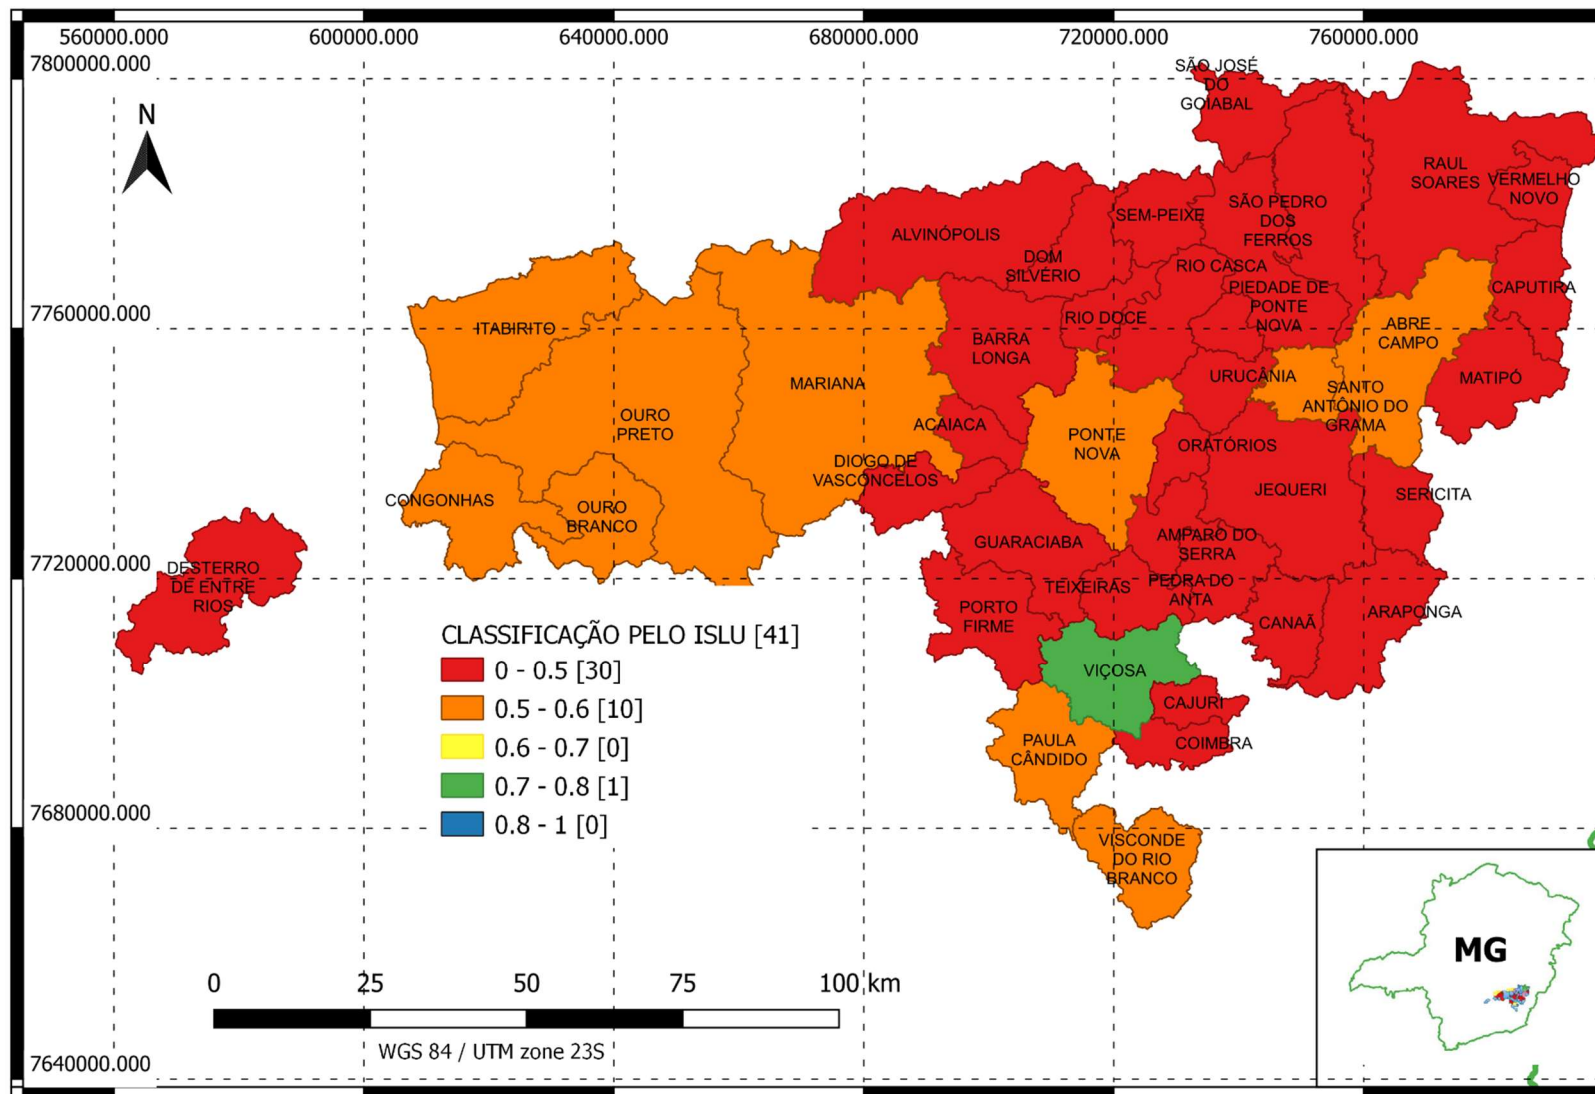 560000.000
600000.000
640000.000
680000.000
720000.000
760000.000
7800000.000
7760000.000
7720000.000
7680000.000
7640000.000
N
SÃO JOSÉ
DO
GOIABAL
RAUL
SOARES
VERMELHO
NOVO
SEM-PEIXE
SÃO PEDRO
DOS
FERROS
ALVINÓPOLIS
DOM
SILVÉRIO
RIO CASCA
PIEDADE DE
PONTE
NOVA
CAPUTIRA
RIO DOCE
ABRE
CAMPO
ITABIRITO
BARRA
LONGA
MARIANA
URUCÂNIA
MATIPÓ
SANTO
ANTÔNIO DO
GRAMA
OURO
PRETO
ACAIACA
PONTE
NOVA
ORATÓRIOS
DIOGO DE
VASCONCELOS
JEQUERI
SERICITA
CONGONHAS
OURO
BRANCO
GUARACIABA
AMPARO DO
SERRA
DESTERRO
DE ENTRE
RIOS
TEIXEIRAS
PEDRA DO
ANTA
PORTO
FIRME
CANAÃ
ARAPONGA
VIÇOSA
CAJURI
COIMBRA
PAULA
CÂNDIDO
VISCONDE
DO RIO
BRANCO
CLASSIFICAÇÃO PELO ISLU [41]
0 - 0.5 [30]
0.5 - 0.6 [10]
0.6 - 0.7 [0]
0.7 - 0.8 [1]
0.8 - 1 [0]
0 25 50 75 100 km
WGS 84 / UTM zone 23S
MG